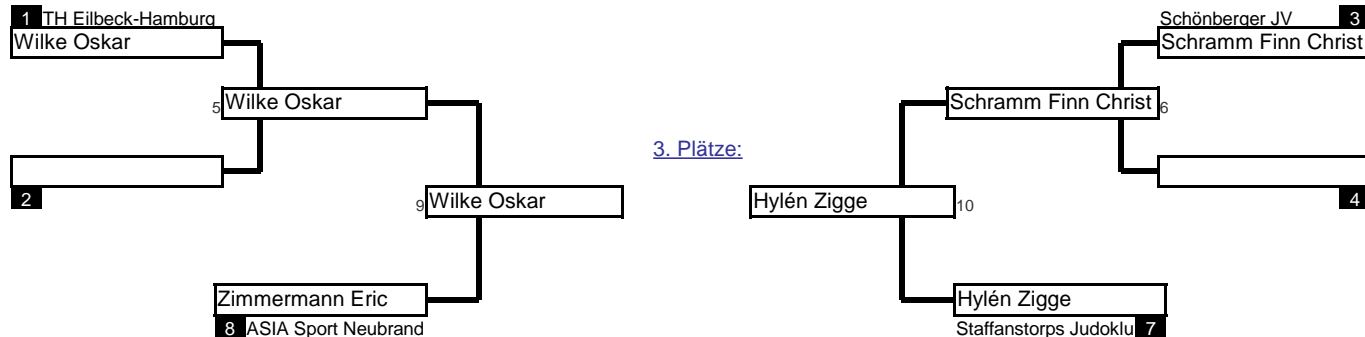 1 TH Eilbeck-Hamburg
Wilke Oskar
5 Wilke Oskar
2
9 Wilke Oskar
Zimmermann Eric
8 ASIA Sport Neubrand
3. Plätze:
Schönberger JV 3
Schramm Finn Christ
Schramm Finn Christ 6
4
Hylén Zigge 10
Hylén Zigge
Staffanstorps Judoklu 7